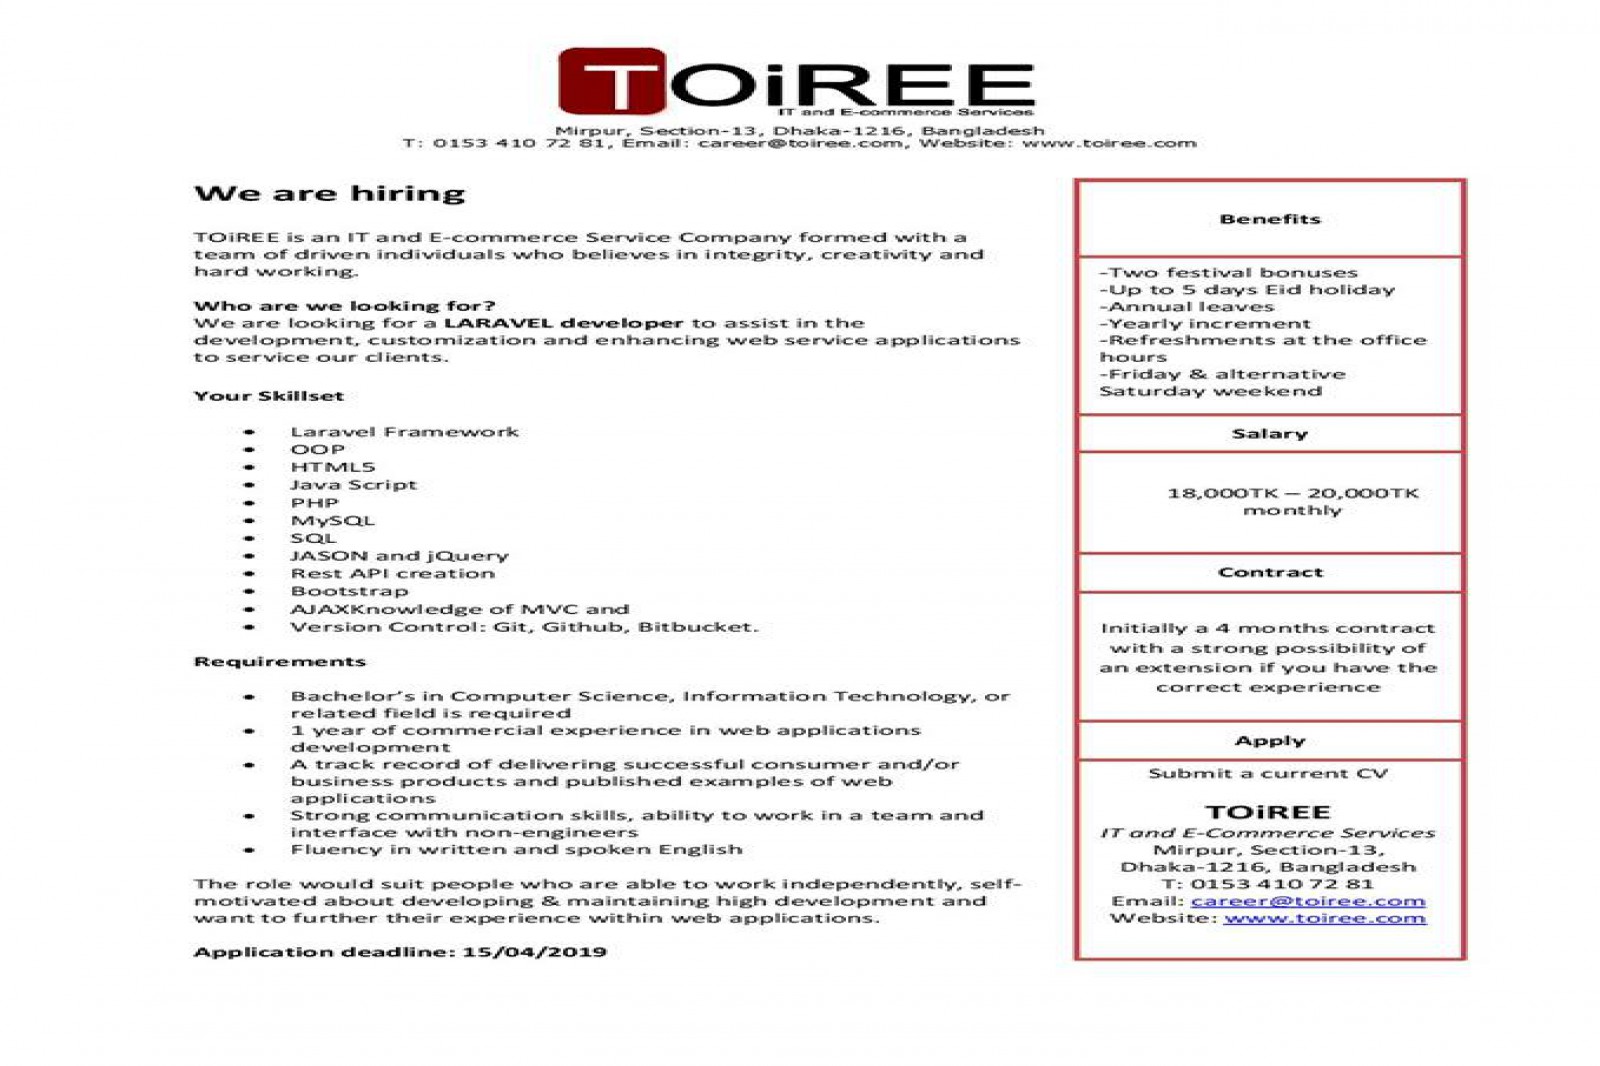 TOiREE
IT and E-commerce Services
Mirpur, Section-13, Dhaka-1216, Bangladesh
T: 0153 410 72 81, Email: career@toiree.com, Website: www.toiree.com
We are hiring
TOiREE is an IT and E-commerce Service Company formed with a
team of driven individuals who believes in integrity, creativity and
hard working.
Who are we looking for?
We are looking for a LARAVEL developer to assist in the
development, customization and enhancing web service applications
to service our clients.
Your Skillset
• Laravel Framework
• OOP
• HTML5
• Java Script
• PHP
• MySQL
• SQL
• JASON and jQuery
• Rest API creation
• Bootstrap
• AJAXKnowledge of MVC and
• Version Control: Git, Github, Bitbucket.
Requirements
• Bachelor's in Computer Science, Information Technology, or
related field is required
• 1 year of commercial experience in web applications
development
• A track record of delivering successful consumer and/or
business products and published examples of web
applications
• Strong communication skills, ability to work in a team and
interface with non-engineers
• Fluency in written and spoken English
The role would suit people who are able to work independently, self-
motivated about developing & maintaining high development and
want to further their experience within web applications.
Application deadline: 15/04/2019
Benefits
-Two festival bonuses
-Up to 5 days Eid holiday
-Annual leaves
-Yearly increment
-Refreshments at the office
hours
-Friday & alternative
Saturday weekend
Salary
18,000TK – 20,000TK
monthly
Contract
Initially a 4 months contract
with a strong possibility of
an extension if you have the
correct experience
Apply
Submit a current CV
TOiREE
IT and E-Commerce Services
Mirpur, Section-13,
Dhaka-1216, Bangladesh
T: 0153 410 72 81
Email: career@toiree.com
Website: www.toiree.com